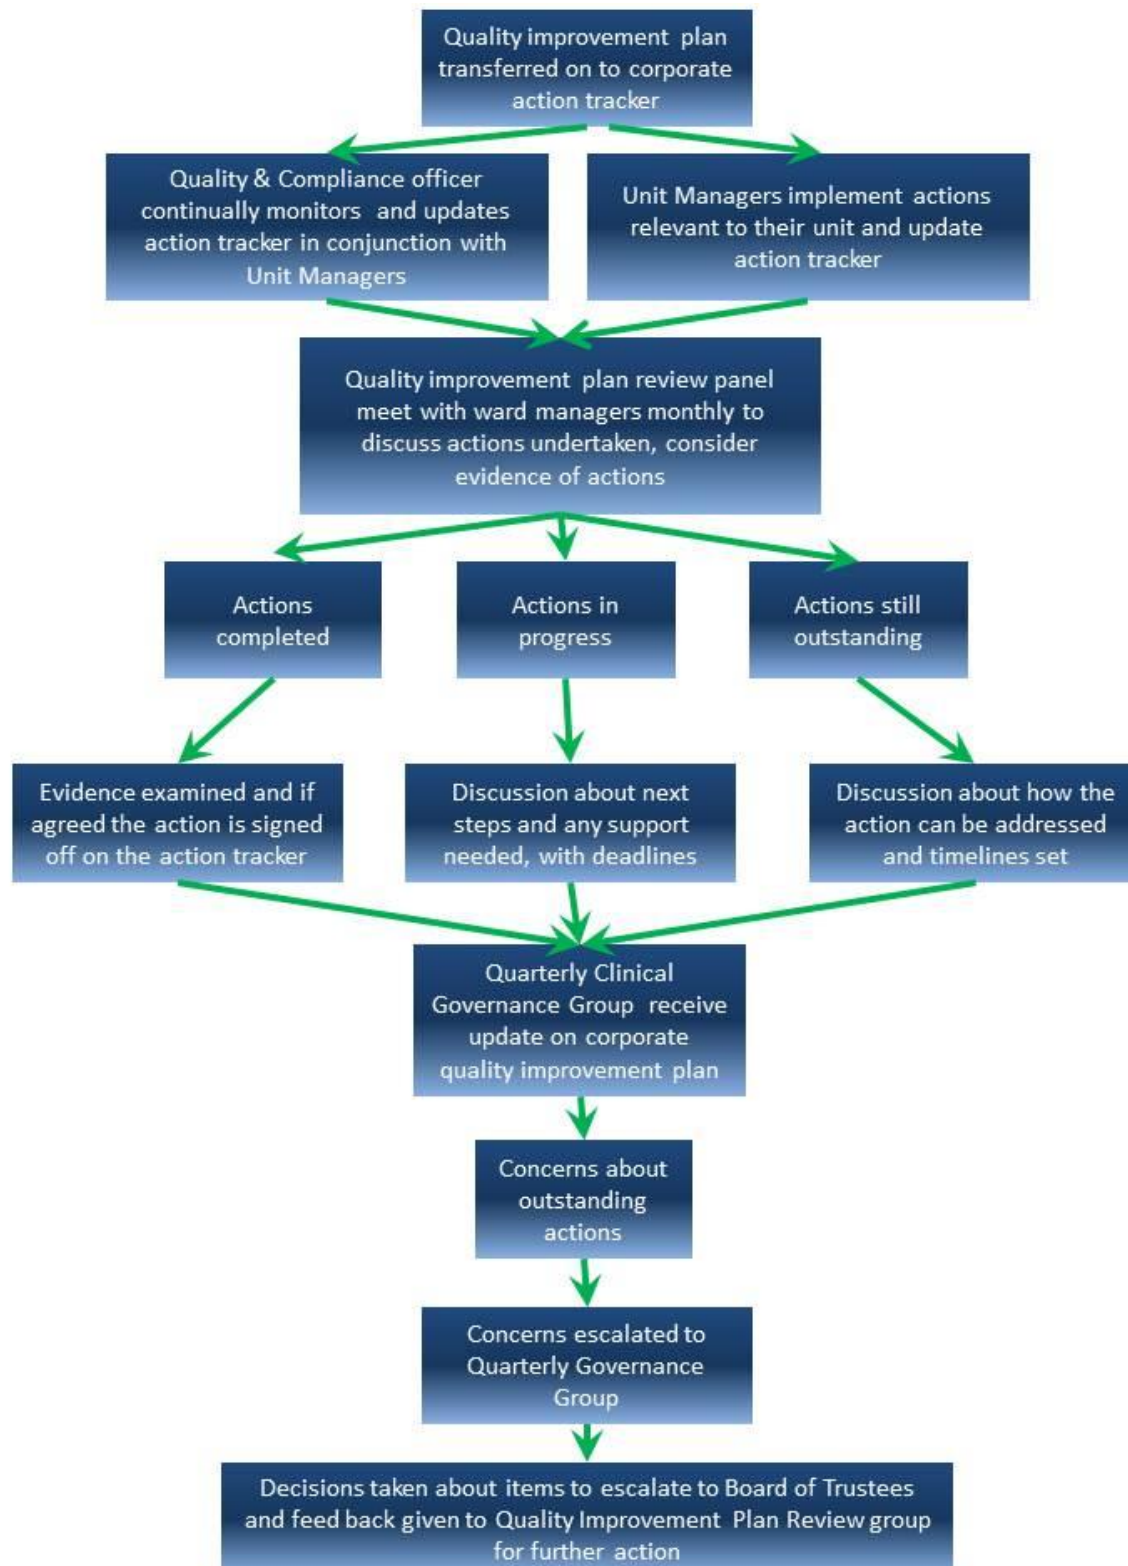 Quality improvement plan
transferred on to corporate
action tracker
Quality & Compliance officer
continually monitors and updates
action tracker in conjunction with
Unit Managers
Unit Managers implement actions
relevant to their unit and update
action tracker
Quality improvement plan review panel
meet with ward managers monthly to
discuss actions undertaken, consider
evidence of actions
Actions
completed
Actions in
progress
Actions still
outstanding
Evidence examined and if
agreed the action is signed
off on the action tracker
Discussion about next
steps and any support
needed, with deadlines
Discussion about how the
action can be addressed
and timelines set
Quarterly Clinical
Governance Group receive
update on corporate
quality improvement plan
Concerns about
outstanding
actions
Concerns escalated to
Quarterly Governance
Group
Decisions taken about items to escalate to Board of Trustees
and feed back given to Quality Improvement Plan Review group
for further action